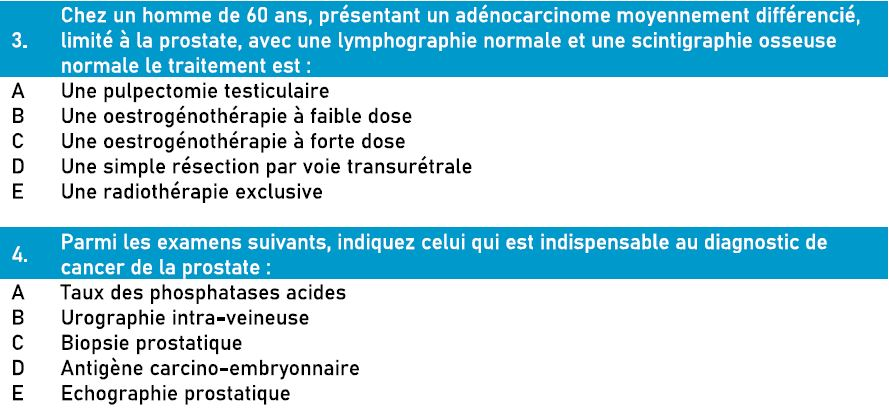 3. Chez un homme de 60 ans, présentant un adénocarcinome moyennement différencié,
limité à la prostate, avec une lymphographie normale et une scintigraphie osseuse
normale le traitement est :
A Une pulpectomie testiculaire
B Une oestrogénothérapie à faible dose
C Une oestrogénothérapie à forte dose
D Une simple résection par voie transurétrale
E Une radiothérapie exclusive
4. Parmi les examens suivants, indiquez celui qui est indispensable au diagnostic de
cancer de la prostate :
A Taux des phosphatases acides
B Urographie intra-veineuse
C Biopsie prostatique
D Antigène carcino-embryonnaire
E Echographie prostatique